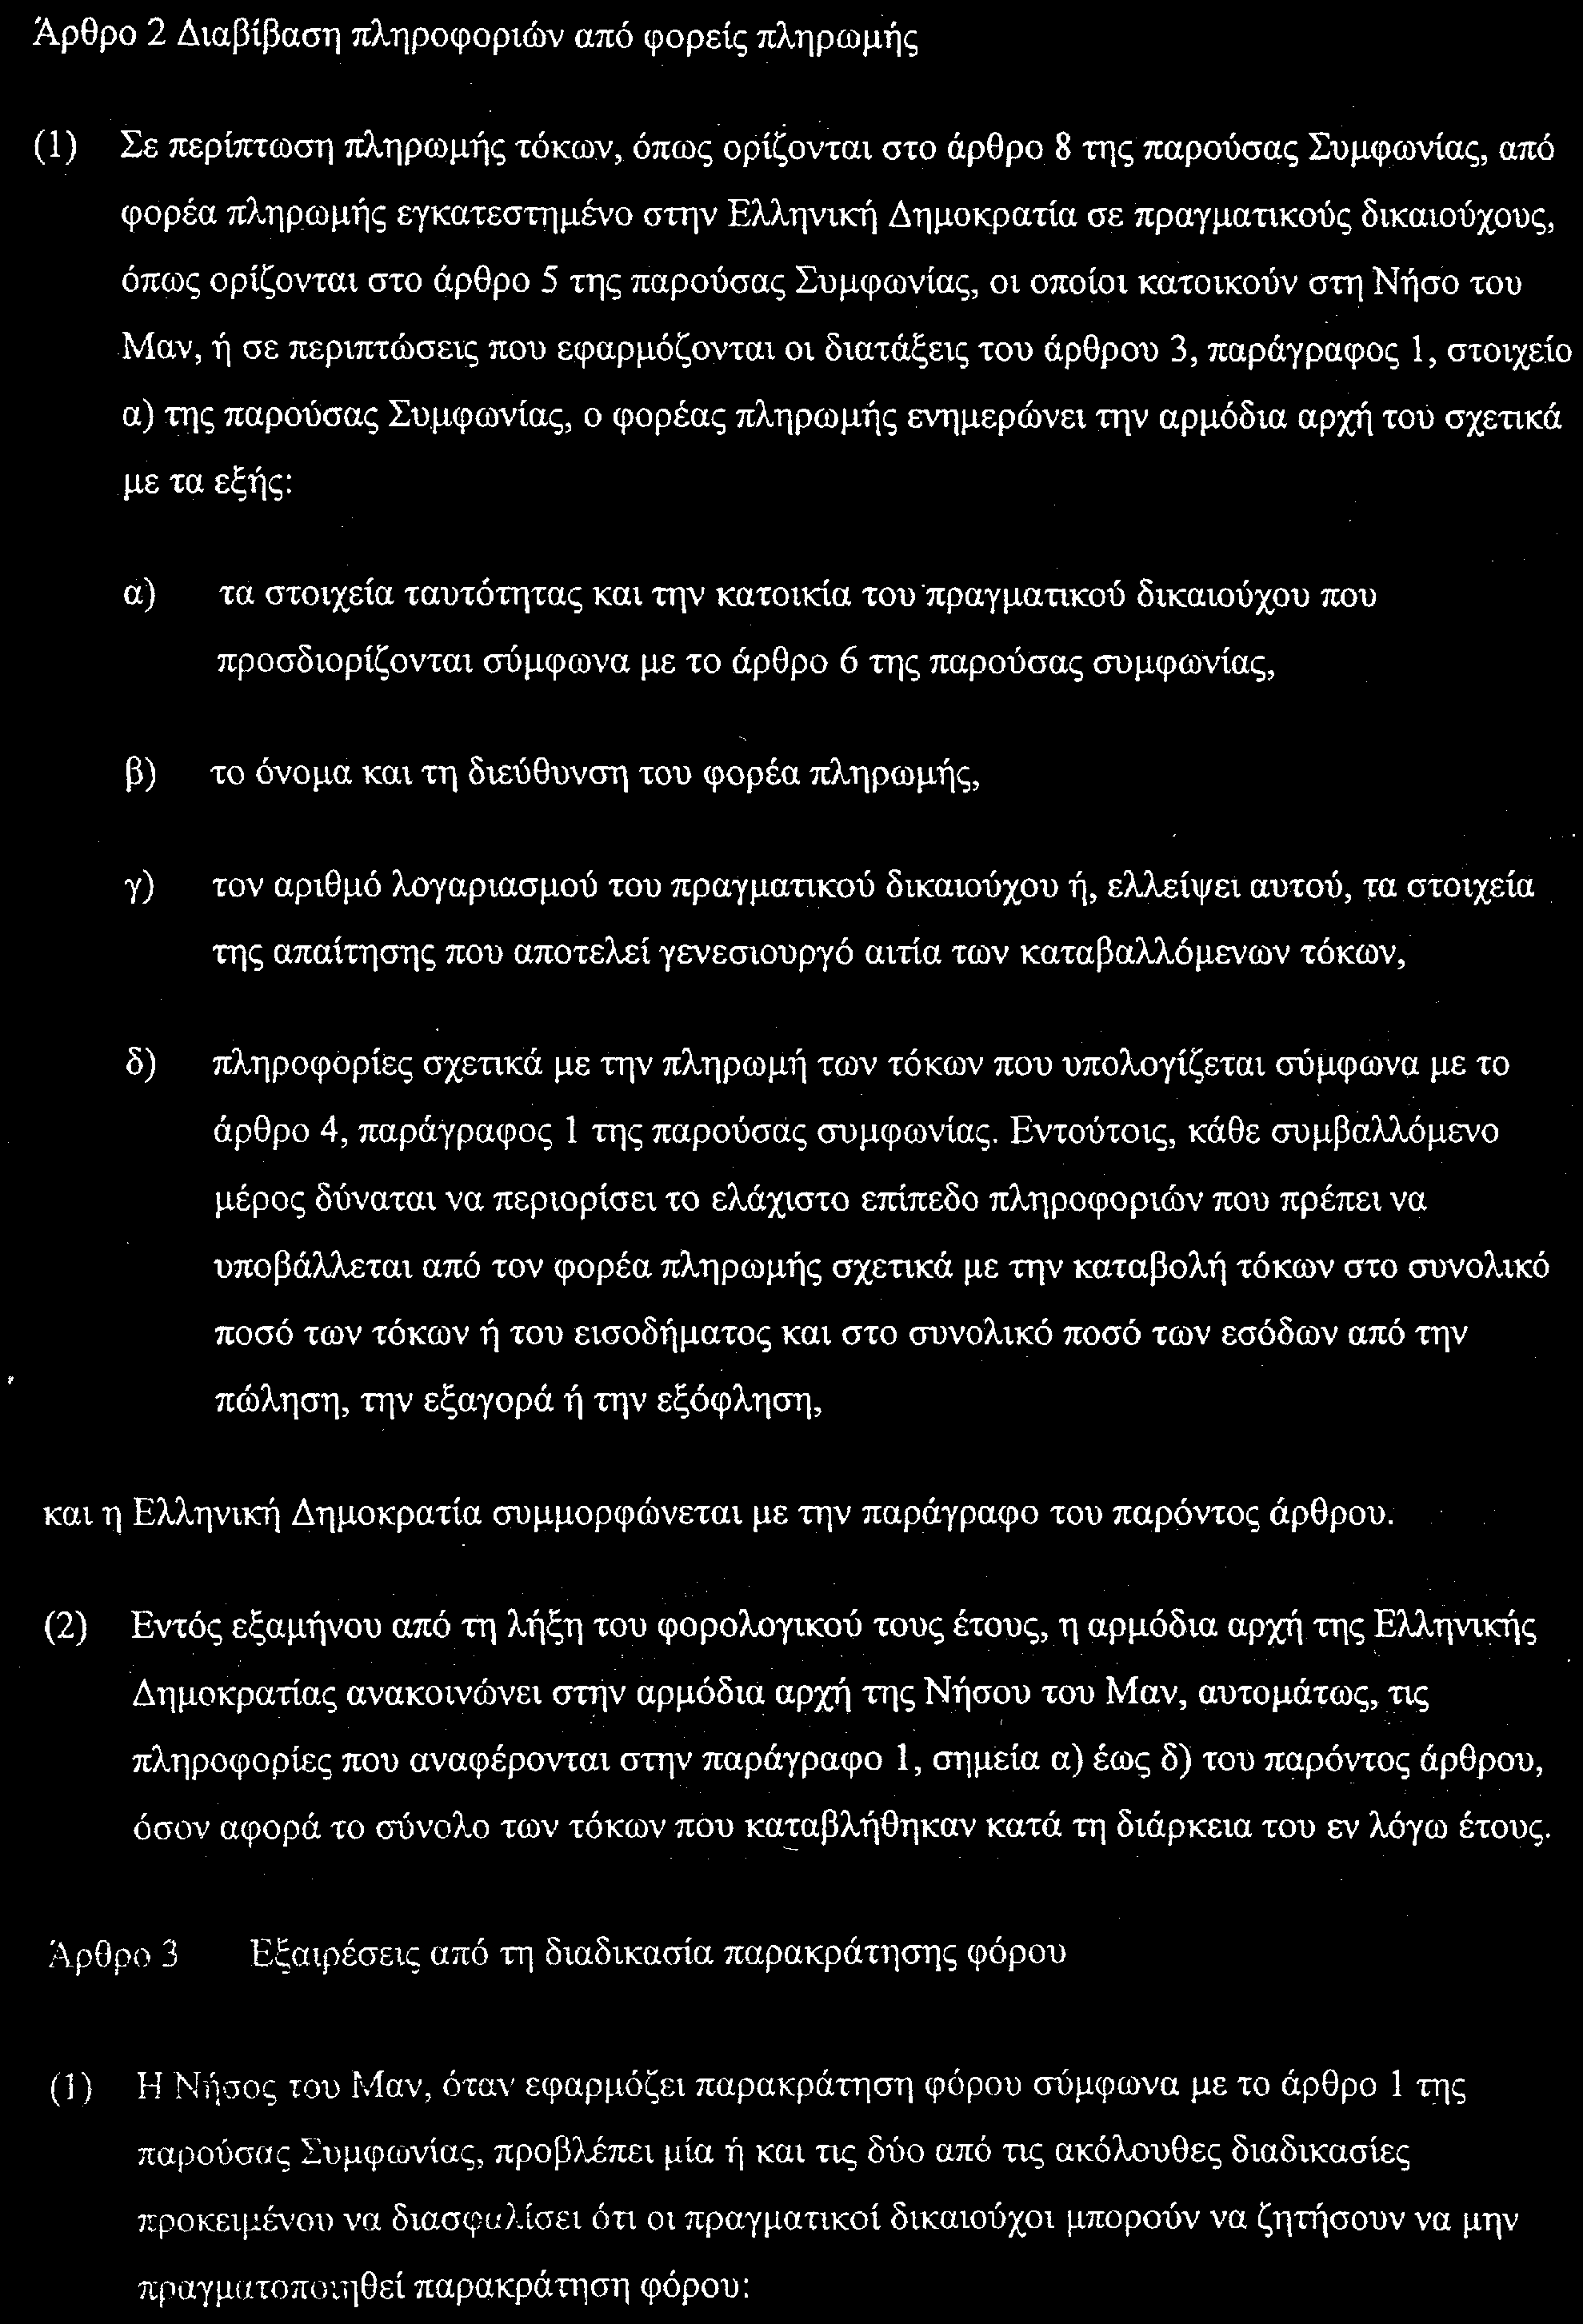 Άρθρο 2 Διαβίβαση πληροφοριών από φορείς πληρωμής
(1) Σε περίπτωση πληρωμής τόκων, όπως ορίζονται στο άρθρο 8 της παρούσας Συμφωνίας, από
φορέα πληρωμής εγκατεστημένο στην Ελληνική Δημοκρατία σε πραγματικούς δικαιούχους,
όπως ορίζονται στο άρθρο 5 της παρούσας Συμφωνίας, οι οποίοι κατοικούν στη Νήσο του
Μαν, ή σε περιπτώσεις που εφαρμόζονται οι διατάξεις του άρθρου 3, παράγραφος 1, στοιχείο
α) της παρούσας Συμφωνίας, ο φορέας πληρωμής ενημερώνει την αρμόδια αρχή του σχετικά
με τα εξής:
α) τα στοιχεία ταυτότητας και την κατοικία του πραγματικού δικαιούχου που
προσδιορίζονται σύμφωνα με το άρθρο 6 της παρούσας συμφωνίας,
β) το όνομα και τη διεύθυνση του φορέα πληρωμής,
γ) τον αριθμό λογαριασμού του πραγματικού δικαιούχου ή, ελλείψει αυτού, τα στοιχεία
της απαίτησης που αποτελεί γενεσιουργό αιτία των καταβαλλόμενων τόκων,
δ) πληροφορίες σχετικά με την πληρωμή των τόκων που υπολογίζεται σύμφωνα με το
άρθρο 4, παράγραφος 1 της παρούσας συμφωνίας. Εντούτοις, κάθε συμβαλλόμενο
μέρος δύναται να περιορίσει το ελάχιστο επίπεδο πληροφοριών που πρέπει να
υποβάλλεται από τον φορέα πληρωμής σχετικά με την καταβολή τόκων στο συνολικό
ποσό των τόκων ή του εισοδήματος και στο συνολικό ποσό των εσόδων από την
πώληση, την εξαγορά ή την εξόφληση,
και η Ελληνική Δημοκρατία συμμορφώνεται με την παράγραφο του παρόντος άρθρου.
(2) Εντός εξαμήνου από τη λήξη του φορολογικού τους έτους, η αρμόδια αρχή της Ελληνικής
Δημοκρατίας ανακοινώνει στην αρμόδια αρχή της Νήσου του Μαν, αυτομάτως, τις
πληροφορίες που αναφέρονται στην παράγραφο 1, σημεία α) έως δ) του παρόντος άρθρου,
όσον αφορά το σύνολο των τόκων που καταβλήθηκαν κατά τη διάρκεια του εν λόγω έτους.
Άρθρο 3 Εξαιρέσεις από τη διαδικασία παρακράτησης φόρου
(1) Η Νήσος του Μαν, όταν εφαρμόζει παρακράτηση φόρου σύμφωνα με το άρθρο 1 της
παρούσας Συμφωνίας, προβλέπει μία ή και τις δύο από τις ακόλουθες διαδικασίες
προκειμένου να διασφαλίσει ότι οι πραγματικοί δικαιούχοι μπορούν να ζητήσουν να μην
πραγματοποιηθεί παρακράτηση φόρου: